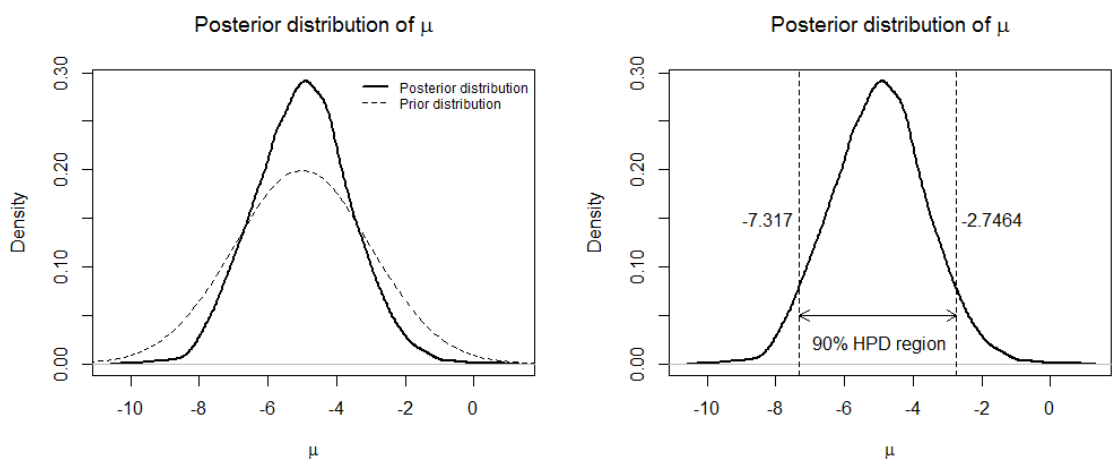 Posterior distribution of μ
Density
0.00
0.10
0.20
0.30
Posterior distribution
Prior distribution
-10
-8
-6
-4
-2
0
μ
Posterior distribution of μ
Density
0.00
0.10
0.20
0.30
-7.317
-2.7464
90% HPD region
-10
-8
-6
-4
-2
0
μ